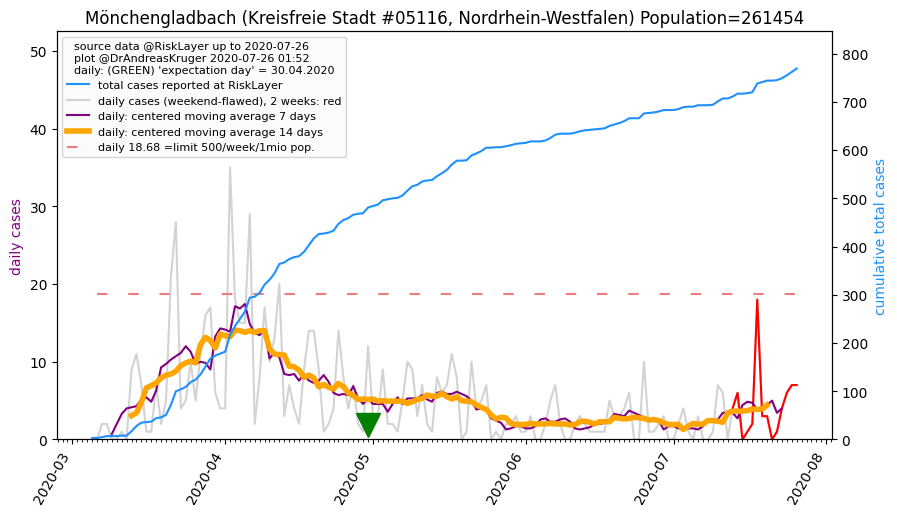 Mönchengladbach (Kreisfreie Stadt #05116, Nordrhein-Westfalen) Population=261454
source data @RiskLayer up to 2020-07-26
plot @DrAndreasKruger 2020-07-26 01:52
daily: (GREEN) 'expectation day' = 30.04.2020
total cases reported at RiskLayer
daily cases (weekend-flawed), 2 weeks: red
daily: centered moving average 7 days
daily: centered moving average 14 days
daily 18.68 =limit 500/week/1mio pop.
daily cases
50
40
30
20
10
0
cumulative total cases
800
700
600
500
400
300
200
100
0
2020-03
2020-04
2020-05
2020-06
2020-07
2020-08